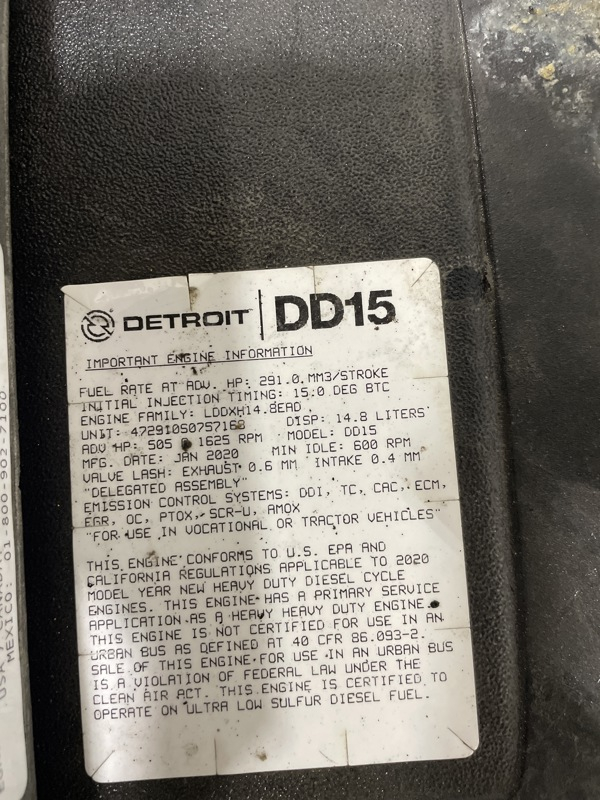 DETROIT | DD15
IMPORTANT ENGINE INFORMATION
FUEL RATE AT ADV. HP: 291.0 MM3/STROKE
INITIAL INJECTION TIMING: 15.0 DEG BTC
ENGINE FAMILY: LDDXH14.8EAD
UNIT: 472910S0757168 DISP: 14.8 LITERS
ADV HP: 505 @ 1625 RPM MODEL: DD15
MFG. DATE: JAN 2020 MIN IDLE: 600 RPM
VALVE LASH: EXHAUST 0.6 MM INTAKE 0.4 MM
"DELEGATED ASSEMBLY"
EMISSION CONTROL SYSTEMS: DDI, TC, CAC, ECM,
EGR, OC, PTOX, SCR-U, AMOX
"FOR USE IN VOCATIONAL OR TRACTOR VEHICLES"
THIS ENGINE CONFORMS TO U.S. EPA AND
CALIFORNIA REGULATIONS APPLICABLE TO 2020
MODEL YEAR NEW HEAVY DUTY DIESEL CYCLE
ENGINES. THIS ENGINE HAS A PRIMARY SERVICE
APPLICATION AS A HEAVY HEAVY DUTY ENGINE.
THIS ENGINE IS NOT CERTIFIED FOR USE IN AN
URBAN BUS AS DEFINED AT 40 CFR 86.093-2.
SALE OF THIS ENGINE FOR USE IN AN URBAN BUS
IS A VIOLATION OF FEDERAL LAW UNDER THE
CLEAN AIR ACT. THIS ENGINE IS CERTIFIED TO
OPERATE ON ULTRA LOW SULFUR DIESEL FUEL.
MEXICO: 01-800-902-7100